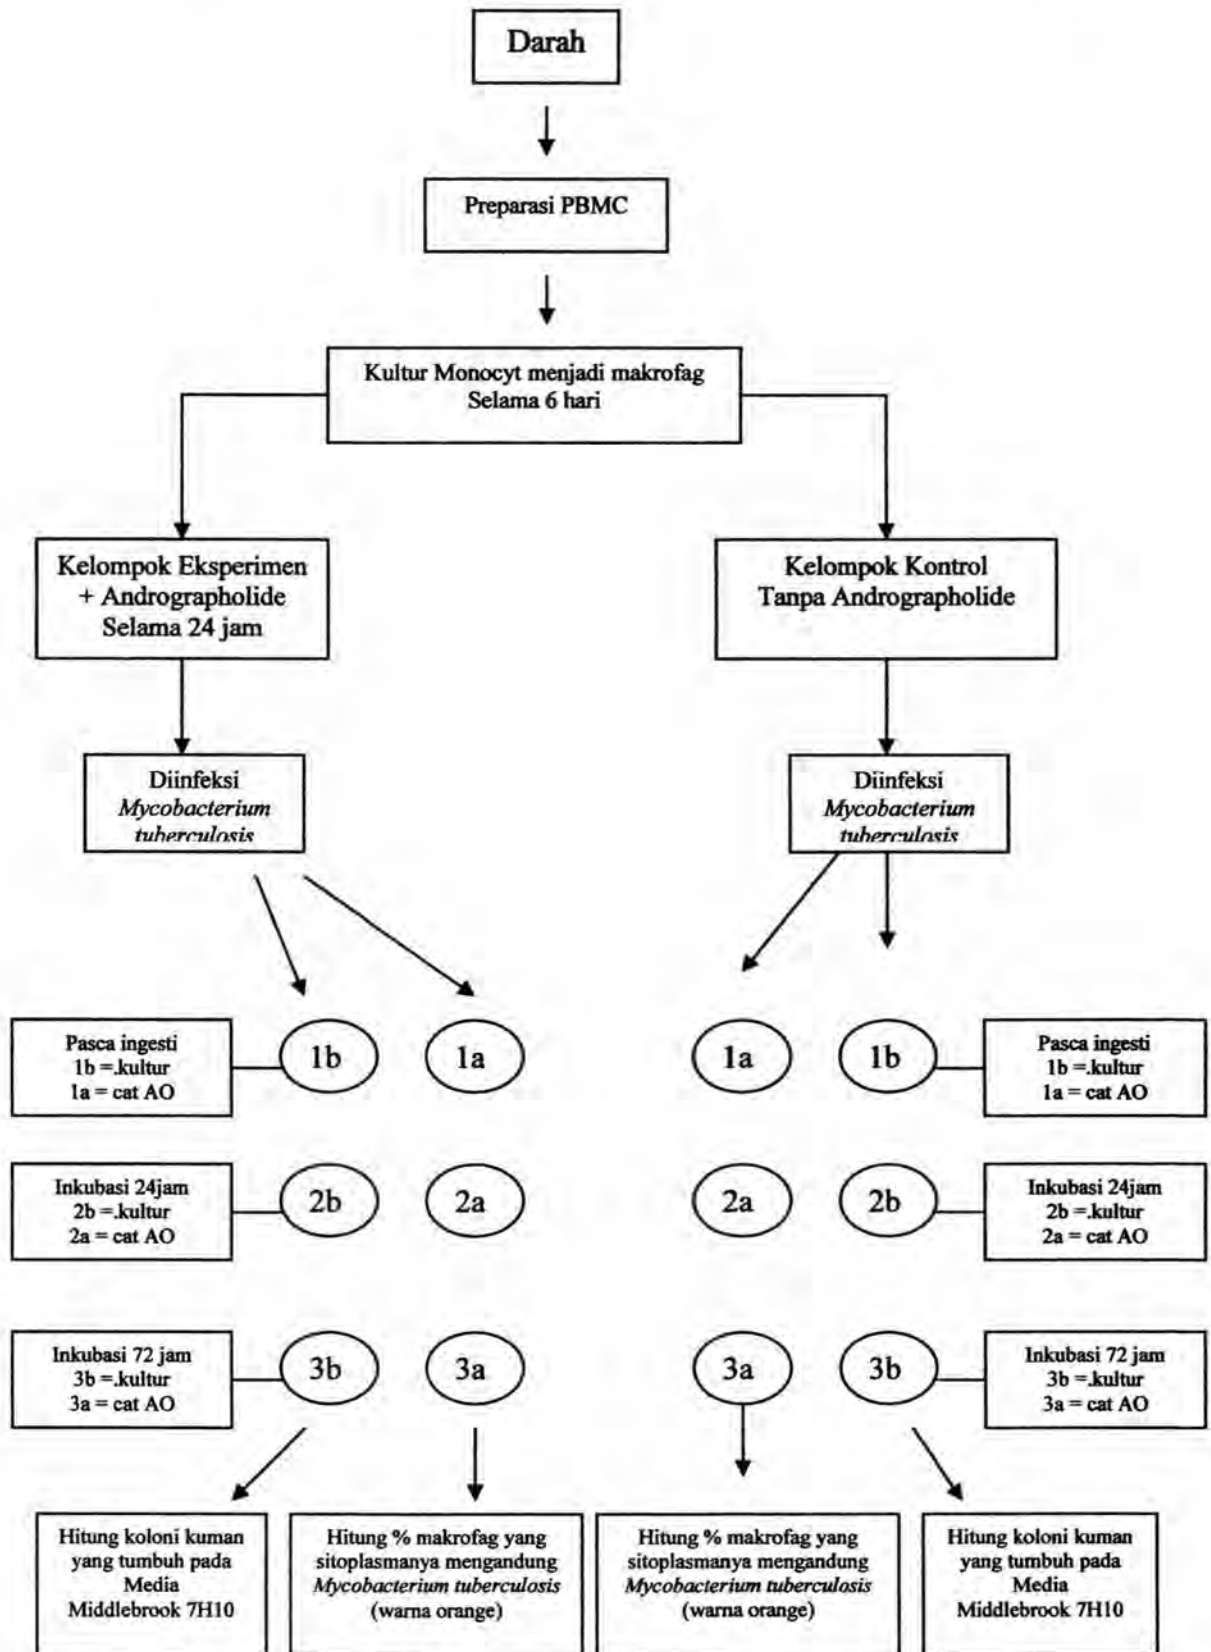 Darah
Preparasi PBMC
Kultur Monocyt menjadi makrofag
Selama 6 hari
Kelompok Eksperimen
+ Andrographolide
Selama 24 jam
Kelompok Kontrol
Tanpa Andrographolide
Diinfeksi
Mycobacterium
tuberculosis
Diinfeksi
Mycobacterium
tuberculosis
Pasca ingesti
1b =.kultur
1a = cat AO
1b
1a
1a
1b
Pasca ingesti
1b =.kultur
1a = cat AO
Inkubasi 24jam
2b =.kultur
2a = cat AO
2b
2a
2a
2b
Inkubasi 24jam
2b =.kultur
2a = cat AO
Inkubasi 72 jam
3b =.kultur
3a = cat AO
3b
3a
3a
3b
Inkubasi 72 jam
3b =.kultur
3a = cat AO
Hitung koloni kuman
yang tumbuh pada
Media
Middlebrook 7H10
Hitung % makrofag yang
sitoplasmanya mengandung
Mycobacterium tuberculosis
(warna orange)
Hitung % makrofag yang
sitoplasmanya mengandung
Mycobacterium tuberculosis
(warna orange)
Hitung koloni kuman
yang tumbuh pada
Media
Middlebrook 7H10